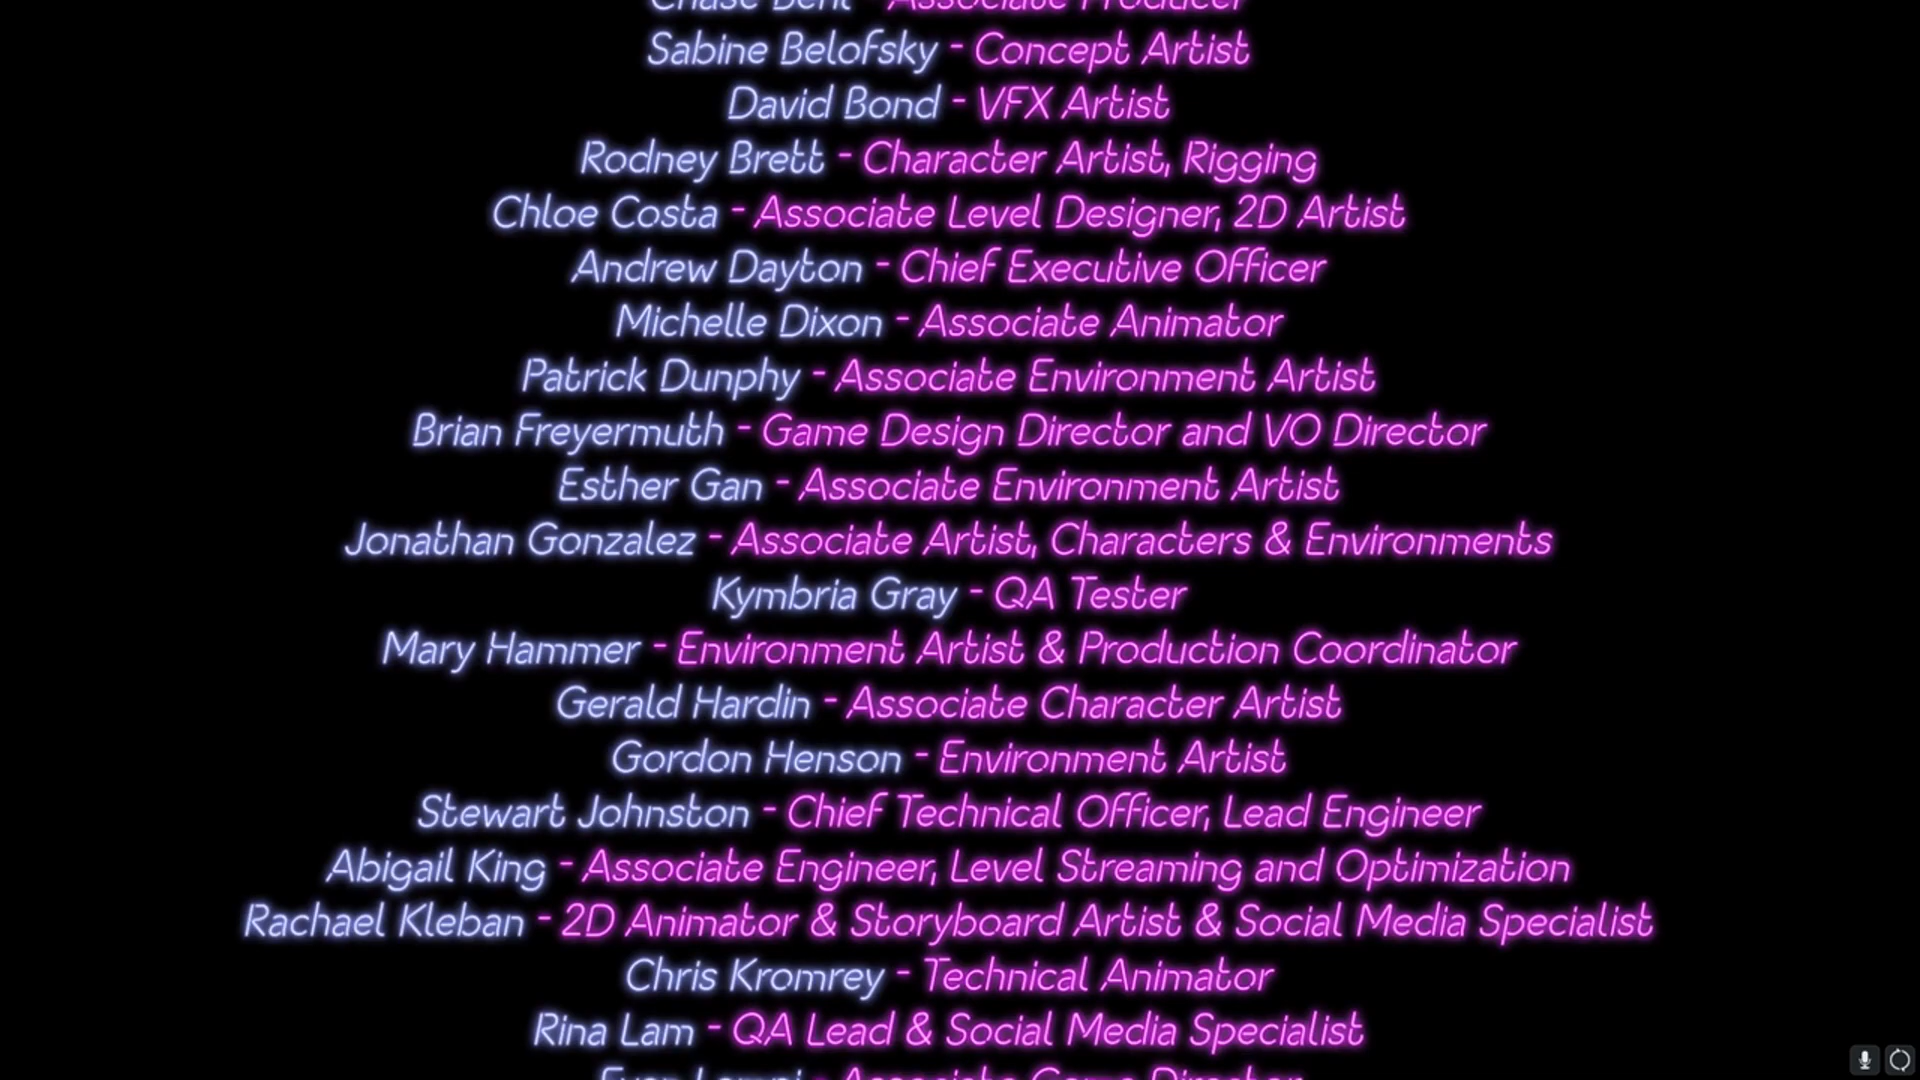 Chase Bent - Associate Producer
Sabine Belofsky - Concept Artist
David Bond - VFX Artist
Rodney Brett - Character Artist, Rigging
Chloe Costa - Associate Level Designer, 2D Artist
Andrew Dayton - Chief Executive Officer
Michelle Dixon - Associate Animator
Patrick Dunphy - Associate Environment Artist
Brian Freyermuth - Game Design Director and VO Director
Esther Gan - Associate Environment Artist
Jonathan Gonzalez - Associate Artist, Characters & Environments
Kymbria Gray - QA Tester
Mary Hammer - Environment Artist & Production Coordinator
Gerald Hardin - Associate Character Artist
Gordon Henson - Environment Artist
Stewart Johnston - Chief Technical Officer, Lead Engineer
Abigail King - Associate Engineer, Level Streaming and Optimization
Rachael Kleban - 2D Animator & Storyboard Artist & Social Media Specialist
Chris Kromrey - Technical Animator
Rina Lam - QA Lead & Social Media Specialist
- Associate Game Director